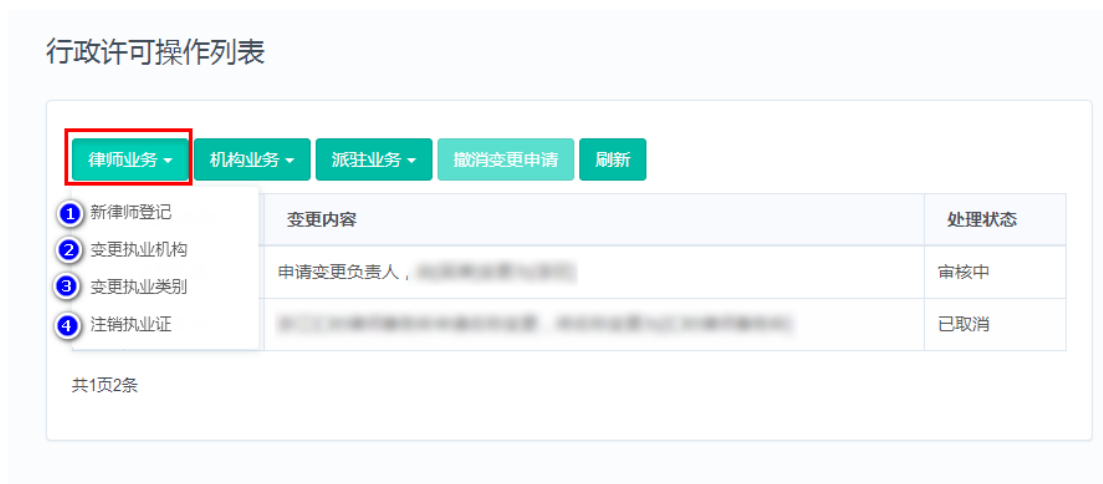 行政许可操作列表
律师业务 机构业务 派驻业务 撤消变更申请 刷新
1 新律师登记
变更内容 处理状态
2 变更执业机构
申请变更负责人， 审核中
3 变更执业类别
4 注销执业证
已取消
共1页2条